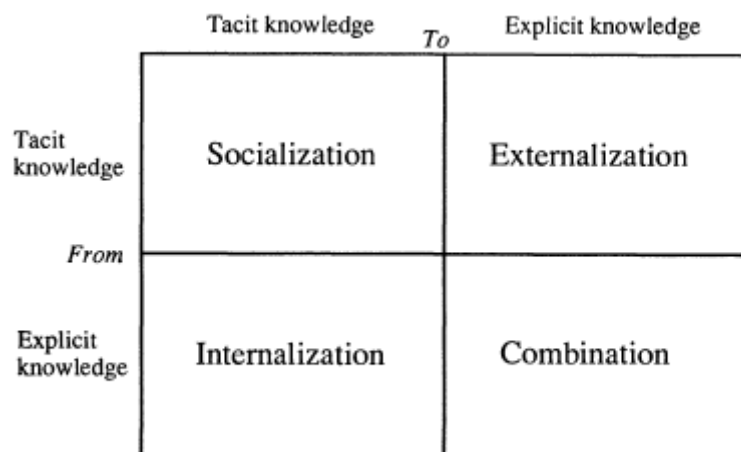 Tacit knowledge
To
Explicit knowledge
Tacit
knowledge
Socialization
Externalization
From
Explicit
knowledge
Internalization
Combination